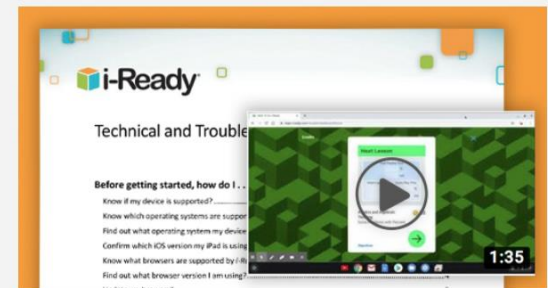 i-Ready
Technical and Trouble
Before getting started, how do I . .
Know if my device is supported?
Know which operating systems are suppor
Find out what operating system my device
Confirm which iOS version my iPad is using
Know what browsers are supported by i-R
Find out what browser version I am using?
Next Lesson
1:35